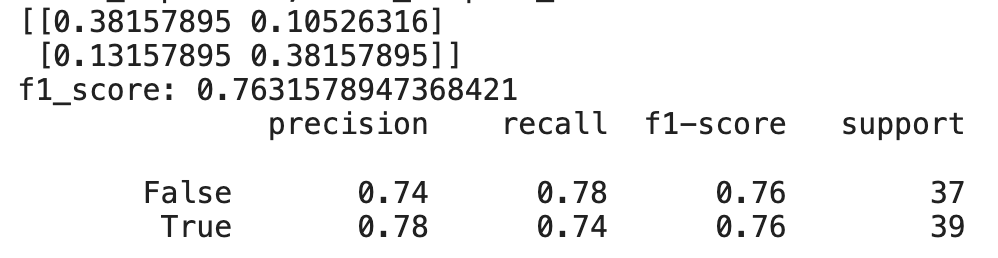 [[0.38157895 0.10526316]
[0.13157895 0.38157895]]
f1_score: 0.7631578947368421
precision recall f1-score support
False 0.74 0.78 0.76 37
True 0.78 0.74 0.76 39